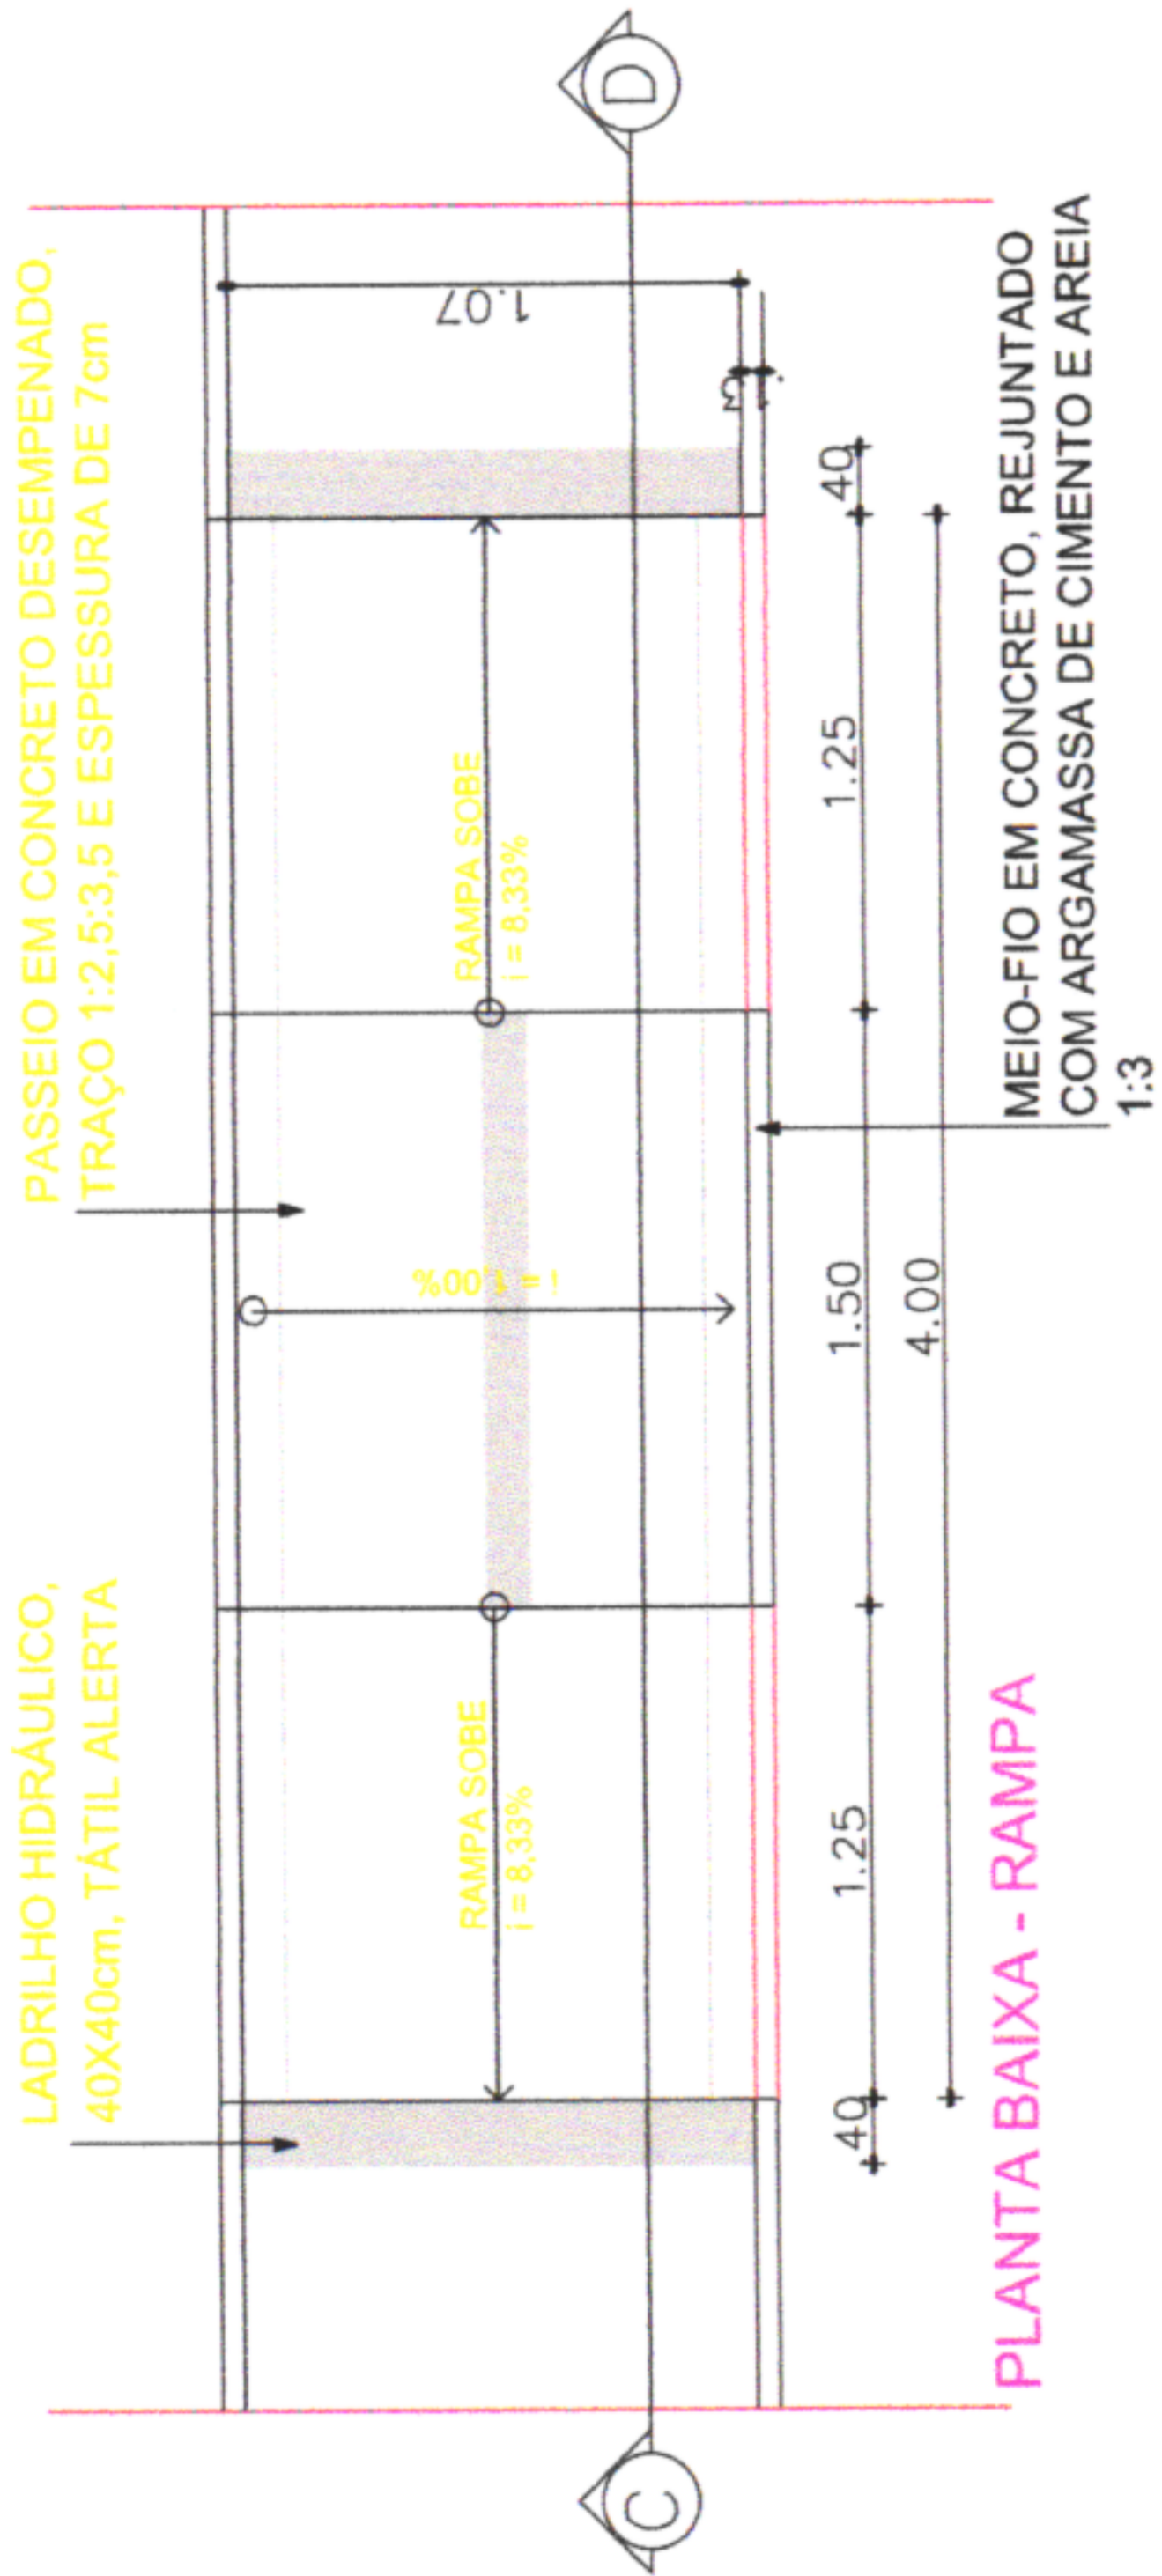 LADRILHO HIDRÁULICO,
40X40cm, TÁTIL ALERTA
PASSEIO EM CONCRETO DESEMPENADO,
TRAÇO 1:2,5:3,5 E ESPESSURA DE 7cm
RAMPA SOBE
i = 8,33%
i = 1,00%
RAMPA SOBE
i = 8,33%
1.07
.13
40
1.25
1.50
1.25
40
4.00
C
D
PLANTA BAIXA - RAMPA
MEIO-FIO EM CONCRETO, REJUNTADO
COM ARGAMASSA DE CIMENTO E AREIA
1:3